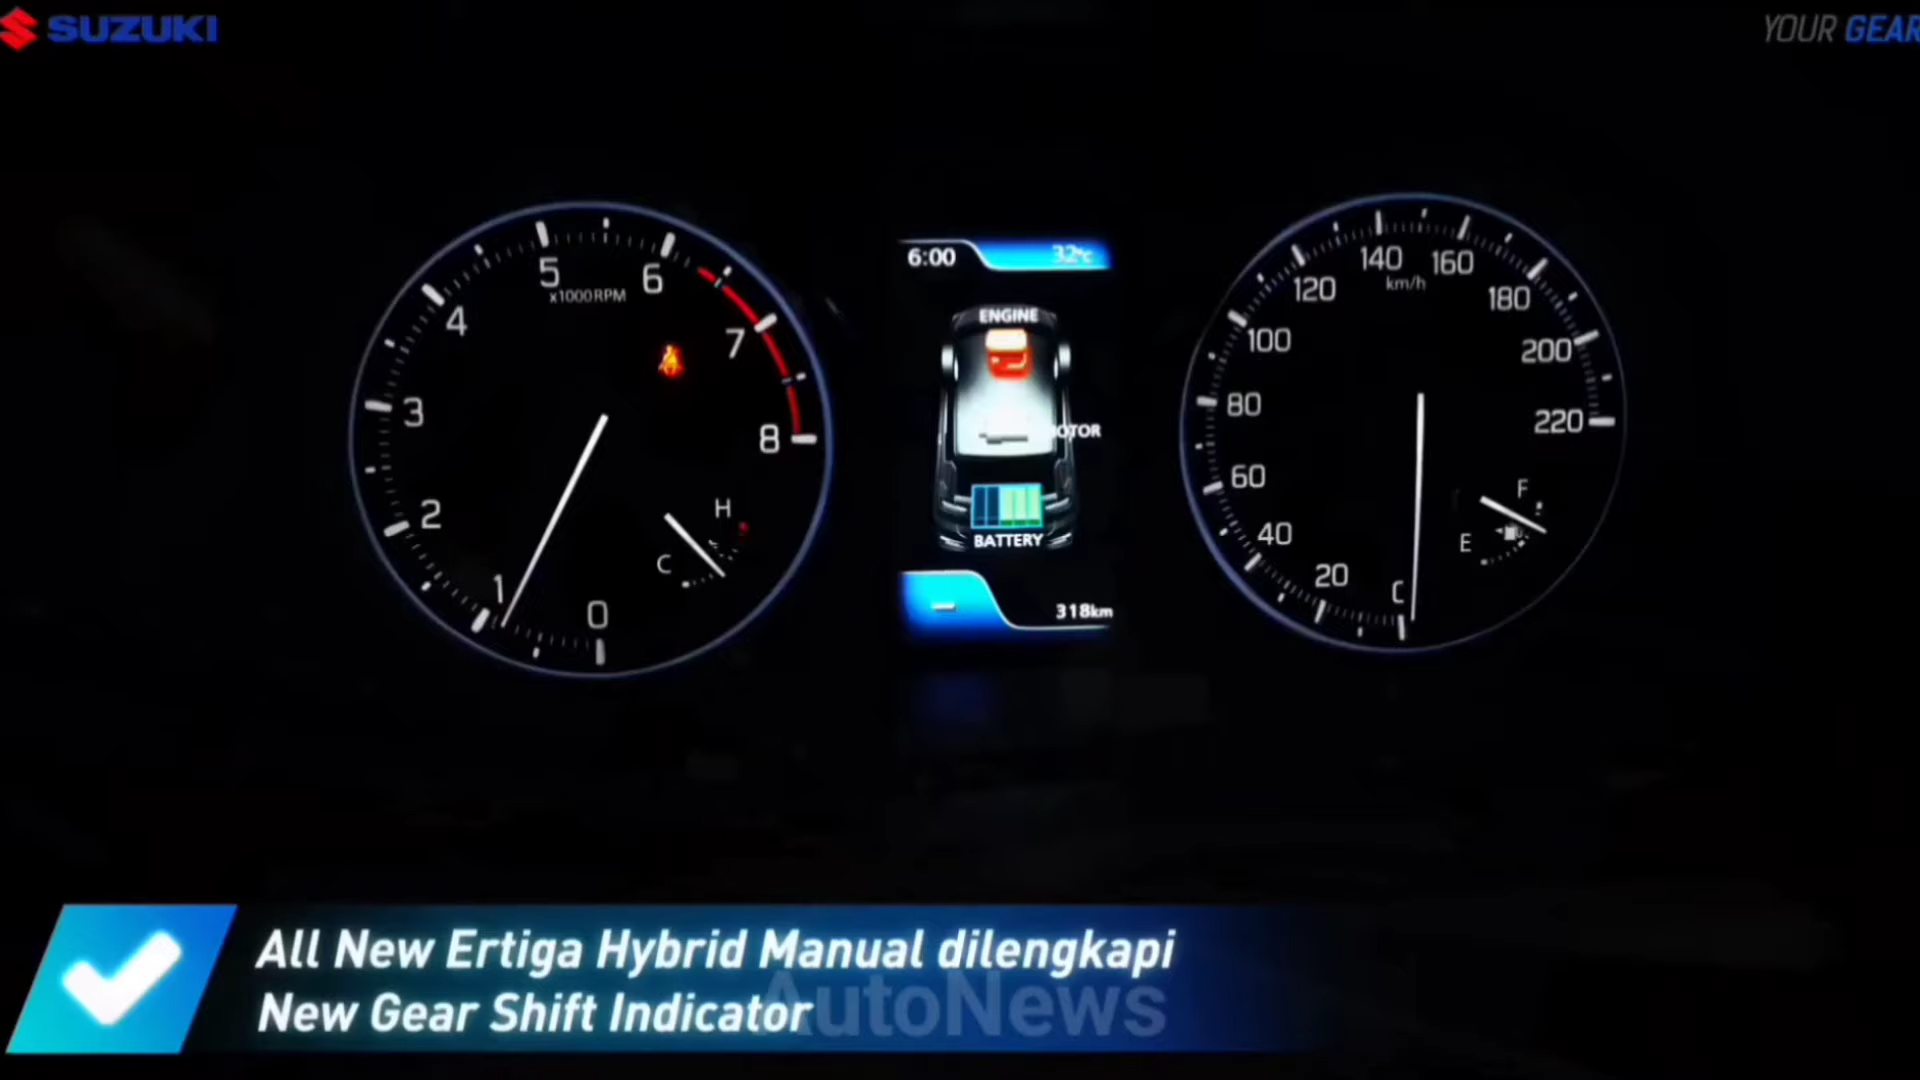 SUZUKI
YOUR GEAR
5
x1000RPM
6
4
7
3
8
2
H
C
1
0
6:00
32°C
ENGINE
OTOR
BATTERY
318km
140
160
km/h
120
180
100
200
80
220
60
F
40
E
20
All New Ertiga Hybrid Manual dilengkapi
New Gear Shift Indicator
AutoNews